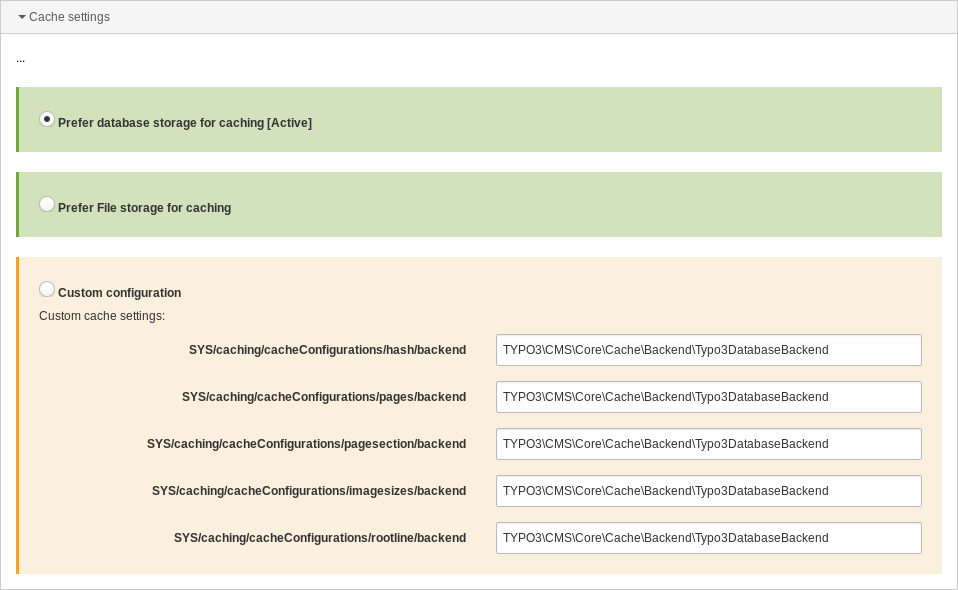 Cache settings
...
Prefer database storage for caching [Active]
Prefer File storage for caching
Custom configuration
Custom cache settings:
SYS/caching/cacheConfigurations/hash/backend TYPO3\CMS\Core\Cache\Backend\Typo3DatabaseBackend
SYS/caching/cacheConfigurations/pages/backend TYPO3\CMS\Core\Cache\Backend\Typo3DatabaseBackend
SYS/caching/cacheConfigurations/pagesection/backend TYPO3\CMS\Core\Cache\Backend\Typo3DatabaseBackend
SYS/caching/cacheConfigurations/imagesizes/backend TYPO3\CMS\Core\Cache\Backend\Typo3DatabaseBackend
SYS/caching/cacheConfigurations/rootline/backend TYPO3\CMS\Core\Cache\Backend\Typo3DatabaseBackend